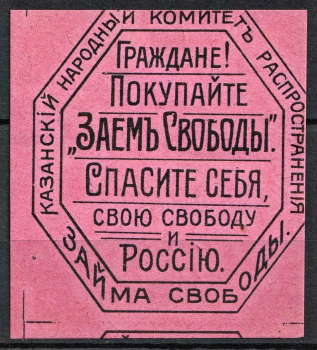 КАЗАНСКІЙ НАРОДНЫЙ КОМИТЕТЪ РАСПРОСТРАНЕНІЯ
ЗАЙМА СВОБОДЫ.
ГРАЖДАНЕ!
ПОКУПАЙТЕ
„ЗАЕМЪ СВОБОДЫ".
СПАСИТЕ СЕБЯ,
СВОЮ СВОБОДУ
И
РОССІЮ.